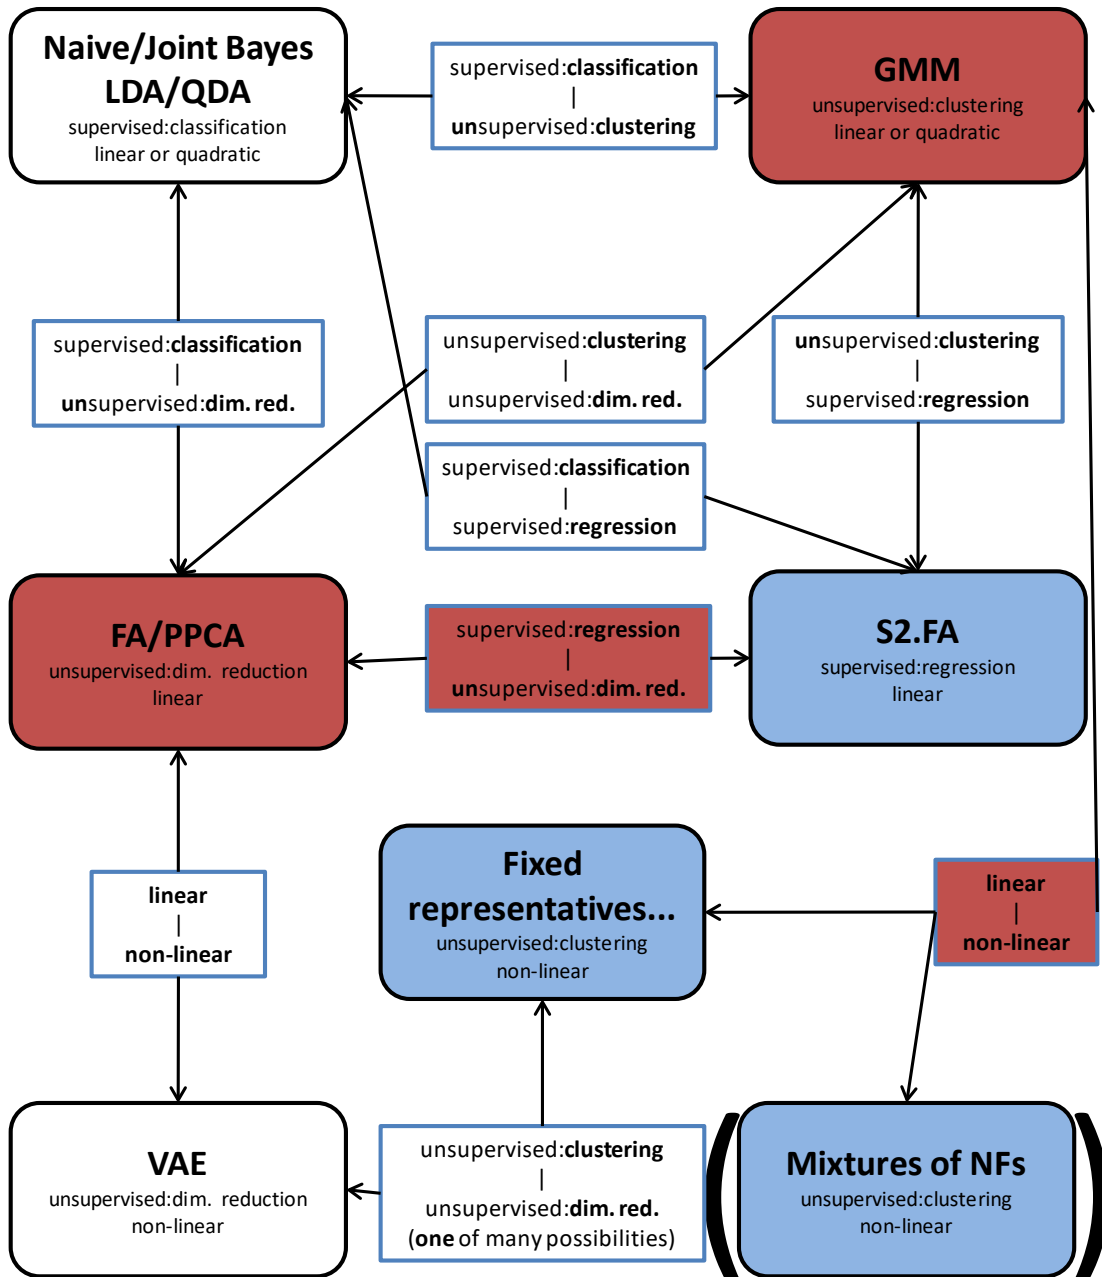 Naive/Joint Bayes
LDA/QDA
supervised:classification
linear or quadratic
supervised:classification
|
unsupervised:clustering
GMM
unsupervised:clustering
linear or quadratic
supervised:classification
|
unsupervised:dim. red.
unsupervised:clustering
|
unsupervised:dim. red.
unsupervised:clustering
|
supervised:regression
supervised:classification
|
supervised:regression
FA/PPCA
unsupervised:dim. reduction
linear
supervised:regression
|
unsupervised:dim. red.
S2.FA
supervised:regression
linear
linear
|
non-linear
Fixed
representatives...
unsupervised:clustering
non-linear
linear
|
non-linear
VAE
unsupervised:dim. reduction
non-linear
unsupervised:clustering
|
unsupervised:dim. red.
(one of many possibilities)
(
Mixtures of NFs
unsupervised:clustering
non-linear
)